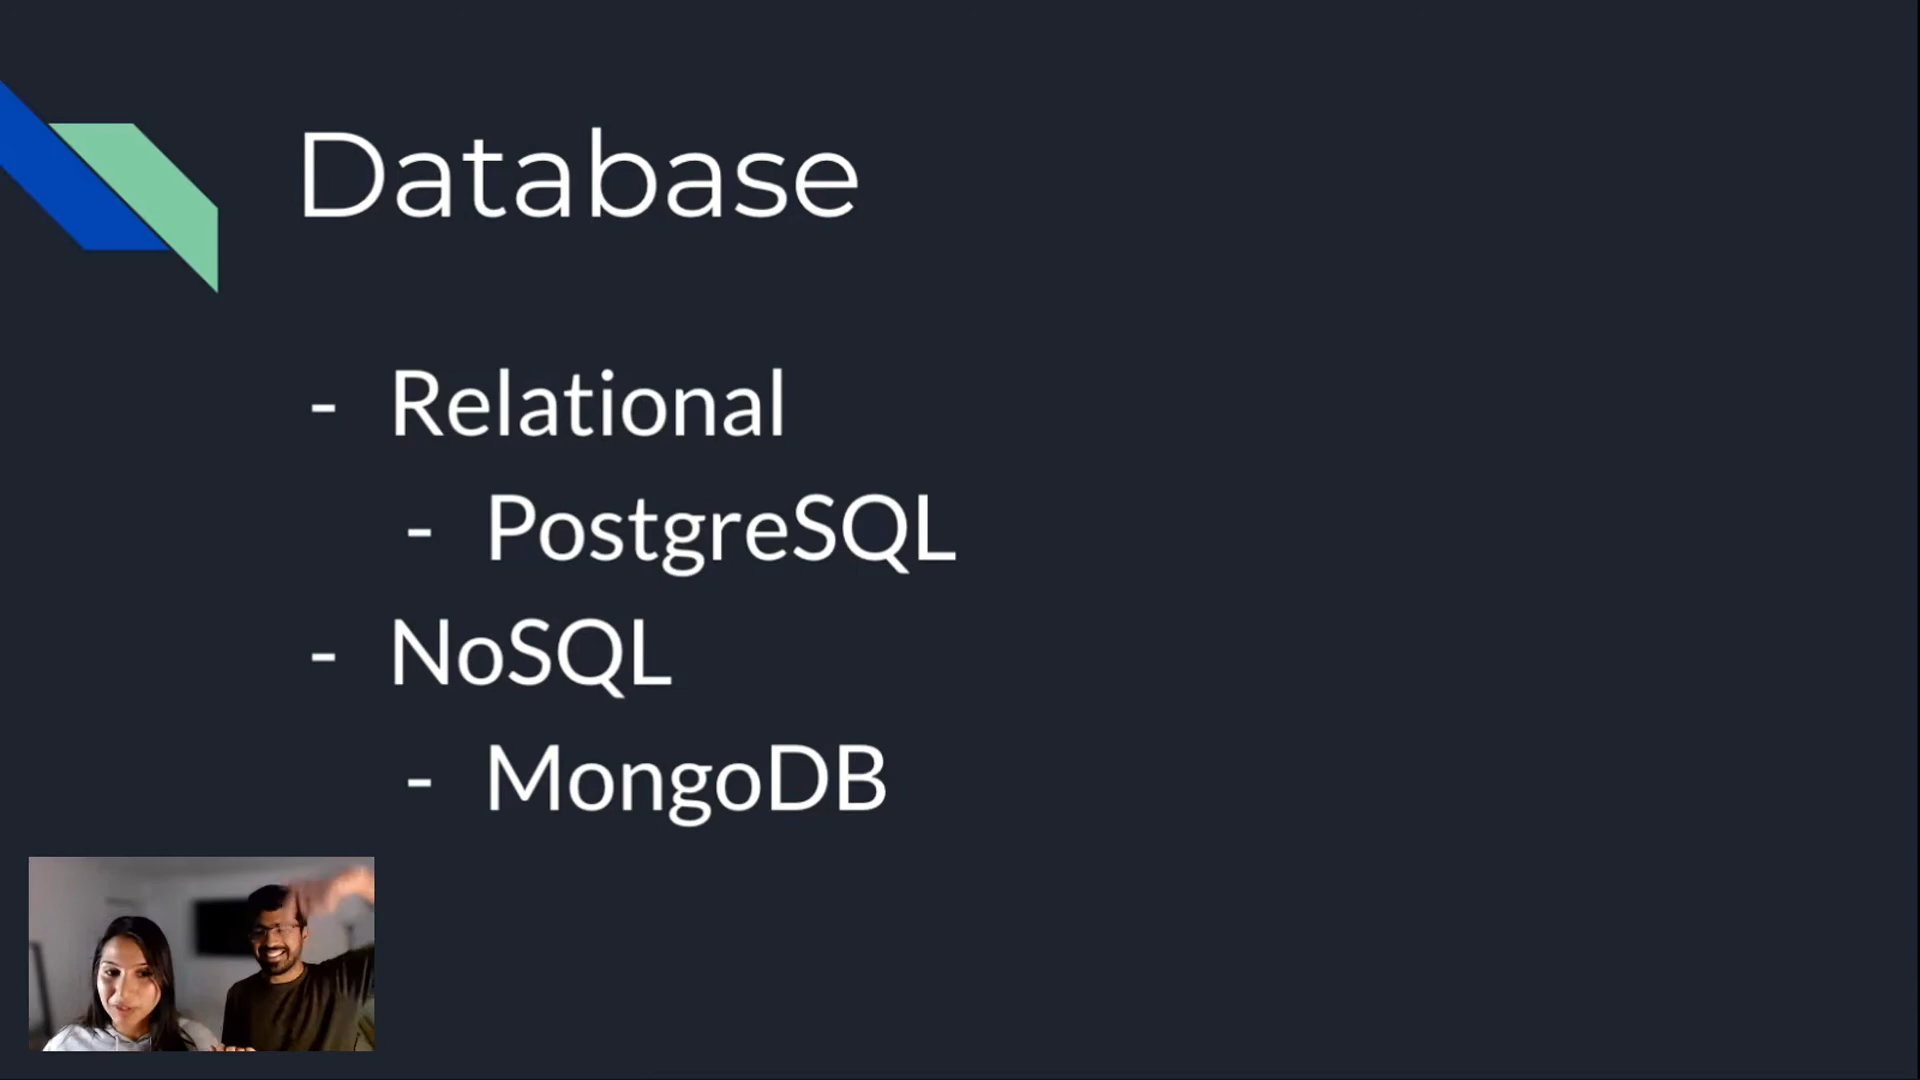 Database
- Relational
- PostgreSQL
- NoSQL
- MongoDB